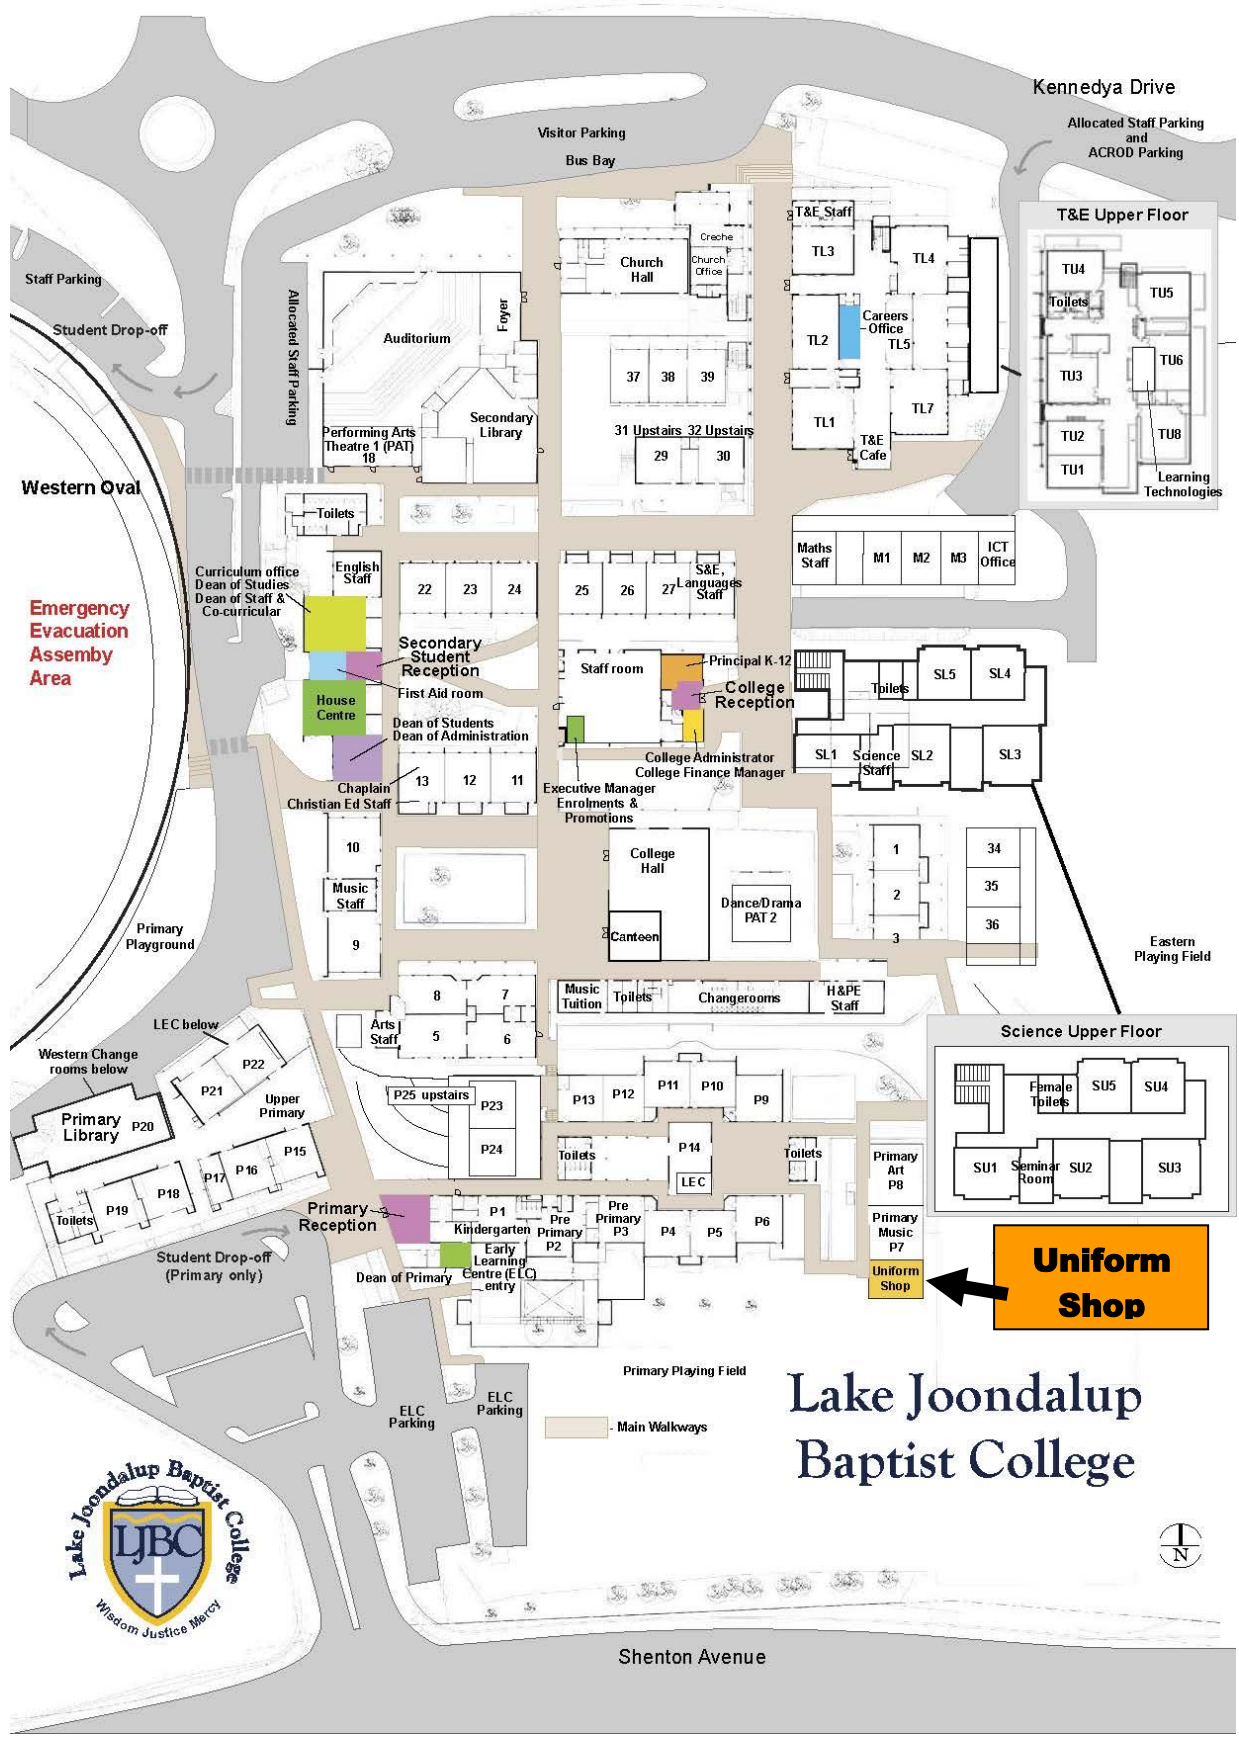 Kennedya Drive
Allocated Staff Parking
and
ACROD Parking
Visitor Parking
Bus Bay
T&E Upper Floor
TU4
Toilets
TU5
TU6
TU3
TU2
TU8
TU1
Learning
Technologies
Staff Parking
Student Drop-off
Allocated Staff Parking
Auditorium
Foyer
Secondary
Library
Performing Arts
Theatre 1 (PAT)
18
Church
Hall
Creche
Church
Office
37
38
39
31 Upstairs
32 Upstairs
29
30
T&E Staff
TL3
TL4
Careers
Office
TL2
TL5
TL1
TL7
T&E
Cafe
Western Oval
Toilets
Emergency
Evacuation
Assemby
Area
Curriculum office
Dean of Studies
Dean of Staff &
Co-curricular
English
Staff
22
23
24
25
26
27
S&E,
Languages
Staff
Maths
Staff
M1
M2
M3
ICT
Office
Secondary
Student
Reception
First Aid room
House
Centre
Dean of Students
Dean of Administration
Staff room
Principal K-12
College
Reception
College Administrator
College Finance Manager
Executive Manager
Enrolments &
Promotions
Toilets
SL5
SL4
SL1
Science
Staff
SL2
SL3
13
12
11
Chaplain
Christian Ed Staff
10
Music
Staff
9
College
Hall
Canteen
Dance/Drama
PAT 2
1
2
3
34
35
36
Primary
Playground
Eastern
Playing Field
8
7
5
6
Arts
Staff
Music
Tuition
Toilets
Changerooms
H&PE
Staff
LEC below
Western Change
rooms below
P22
P21
Upper
Primary
Primary
Library
P20
P15
P16
P17
P18
P19
Toilets
P25 upstairs
P23
P24
P13
P12
P11
P10
P9
Toilets
P14
LEC
Toilets
Primary
Art
P8
Primary
Music
P7
Uniform
Shop
Science Upper Floor
Female
Toilets
SU5
SU4
SU1
Seminar
Room
SU2
SU3
Primary
Reception
P1
Kindergarten
Pre
Primary
P2
Pre
Primary
P3
P4
P5
P6
Early
Learning
Centre (ELC)
entry
Dean of Primary
Student Drop-off
(Primary only)
Uniform
Shop
Primary Playing Field
ELC
Parking
ELC
Parking
- Main Walkways
Lake Joondalup
Baptist College
Lake Joondalup Baptist College
LJBC
Wisdom Justice Mercy
N
Shenton Avenue